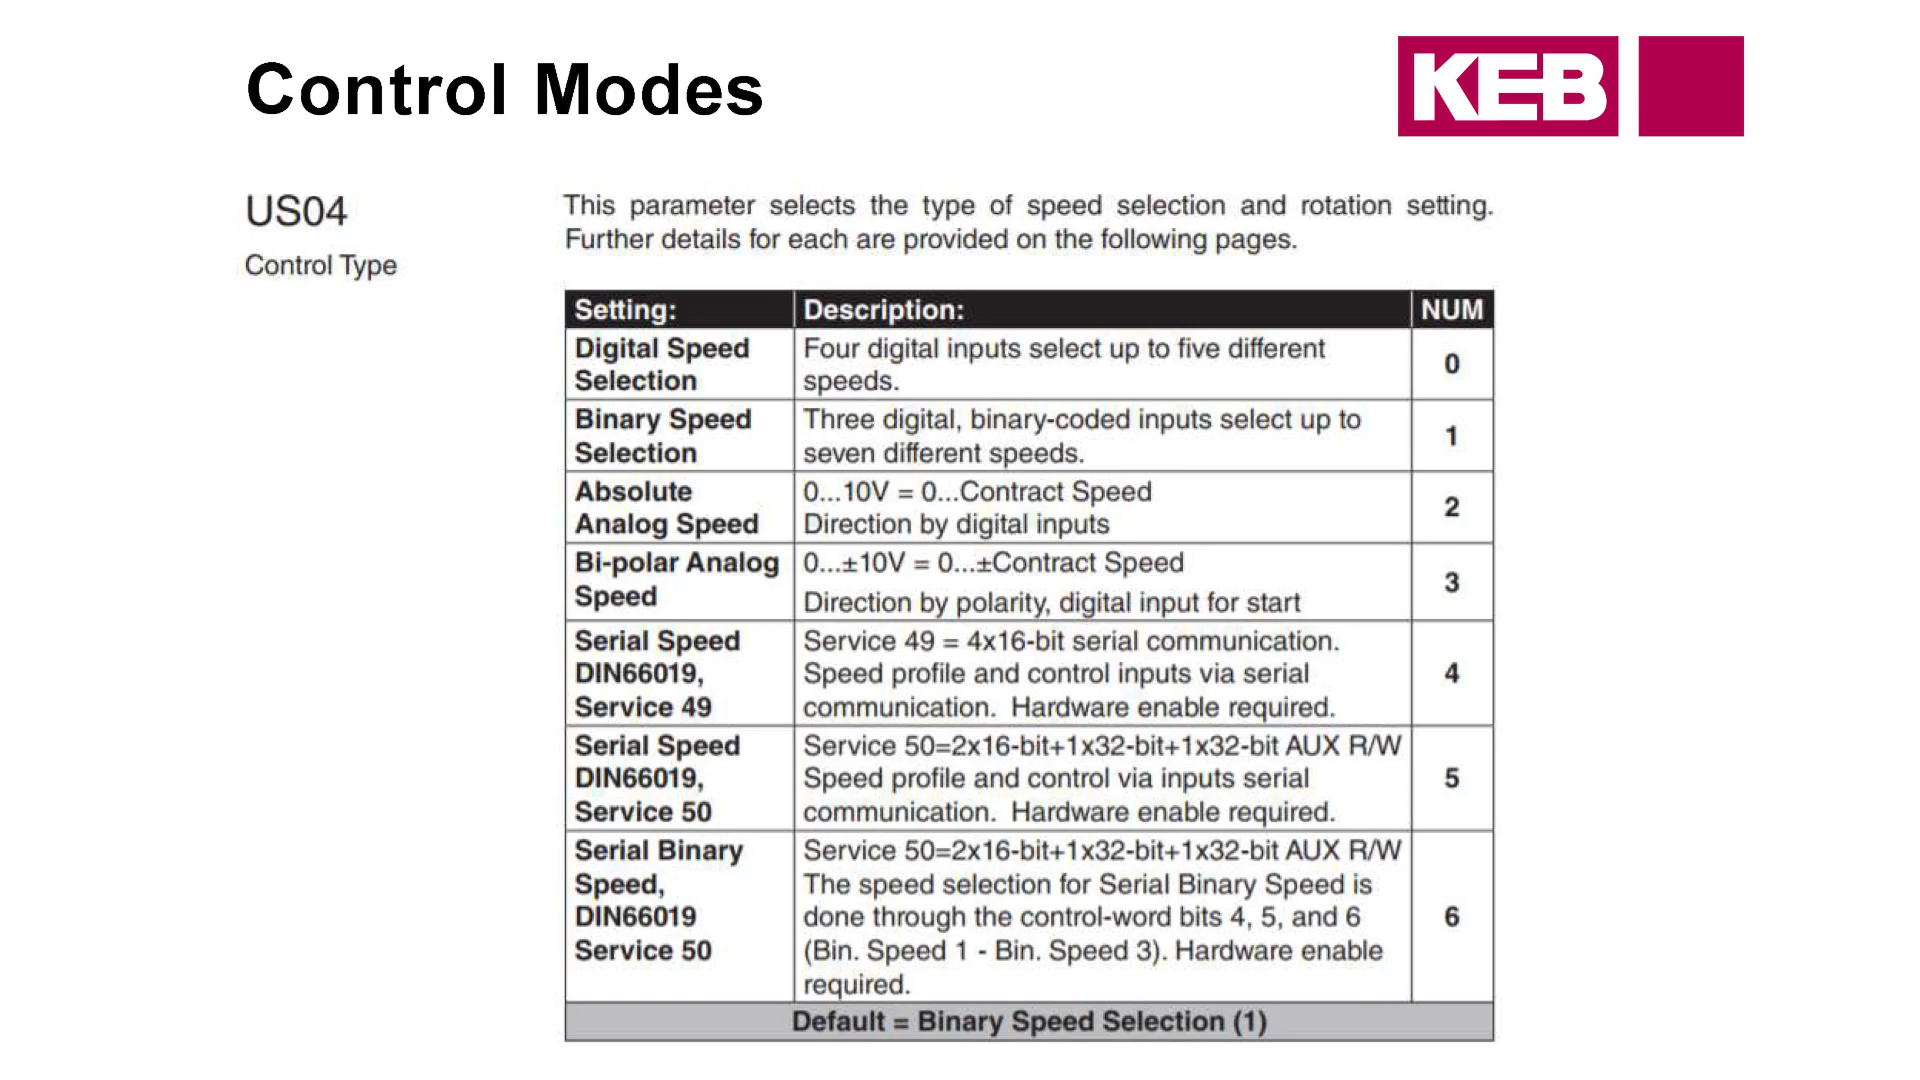 Control Modes
KEB
US04
Control Type
This parameter selects the type of speed selection and rotation setting.
Further details for each are provided on the following pages.
Setting: Description: NUM
Digital Speed
Selection
Four digital inputs select up to five different
speeds.
0
Binary Speed
Selection
Three digital, binary-coded inputs select up to
seven different speeds.
1
Absolute
Analog Speed
0...10V = 0...Contract Speed
Direction by digital inputs
2
Bi-polar Analog
Speed
0...±10V = 0...±Contract Speed
Direction by polarity, digital input for start
3
Serial Speed
DIN66019,
Service 49
Service 49 = 4x16-bit serial communication.
Speed profile and control inputs via serial
communication.  Hardware enable required.
4
Serial Speed
DIN66019,
Service 50
Service 50=2x16-bit+1x32-bit+1x32-bit AUX R/W
Speed profile and control via inputs serial
communication.  Hardware enable required.
5
Serial Binary
Speed,
DIN66019
Service 50
Service 50=2x16-bit+1x32-bit+1x32-bit AUX R/W
The speed selection for Serial Binary Speed is
done through the control-word bits 4, 5, and 6
(Bin. Speed 1 - Bin. Speed 3). Hardware enable
required.
6
Default = Binary Speed Selection (1)